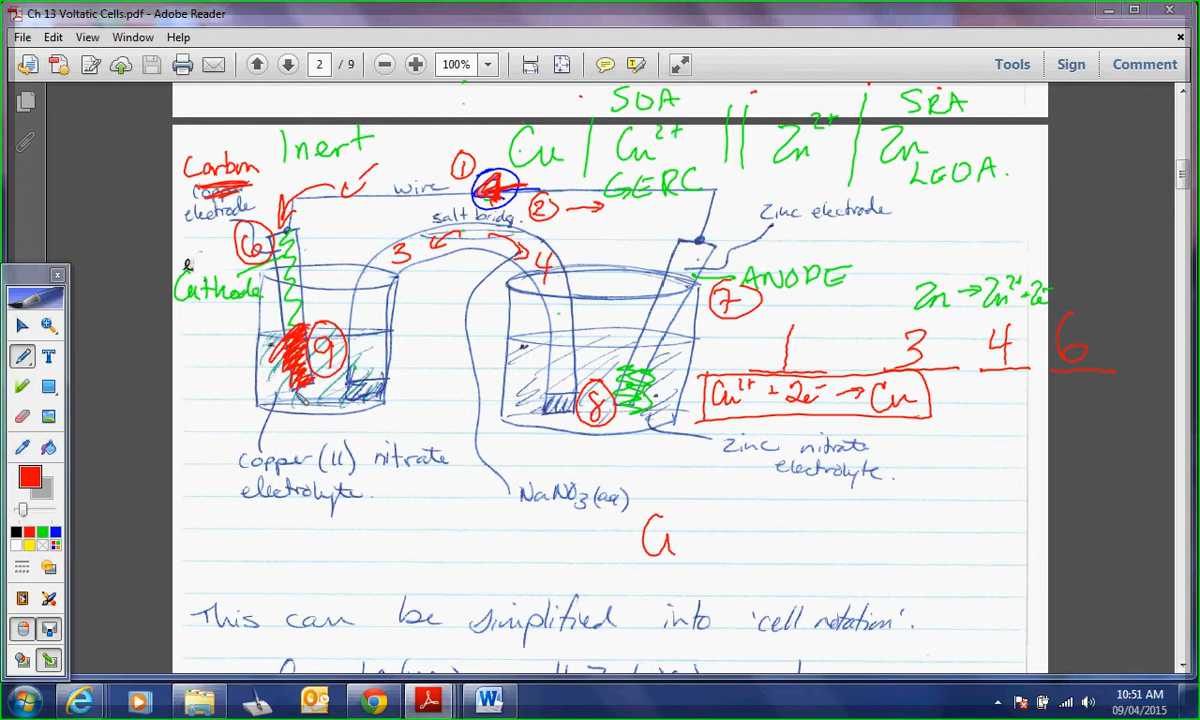 Ch 13 Voltatic Cells.pdf - Adobe Reader
File Edit View Window Help
2 / 9 100% Tools Sign Comment
SOA SRA
Inert Cu | Cu²⁺ || Zn²⁺ | Zn
GERC LEOA.
Carbon
copper
electrode
wire
1
2
salt bridge
zinc electrode
3 4
6
Cathode
ANODE
7
Zn → Zn²⁺ + 2e⁻
1 3 4 6
9
8
Cu²⁺ + 2e⁻ → Cu
copper (11) nitrate
electrolyte.
NaNO₃(aq)
zinc nitrate
electrolyte.
This can be simplified into 'cell notation'.
10:51 AM
09/04/2015